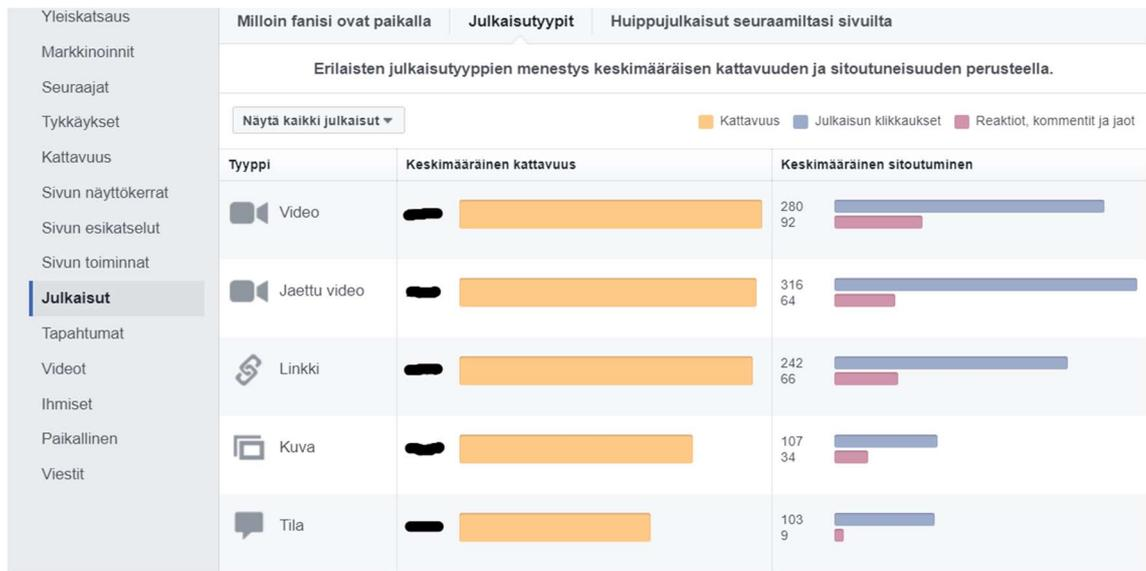 Yleiskatsaus
Markkinoinnit
Seuraajat
Tykkäykset
Kattavuus
Sivun näyttökerrat
Sivun esikatselut
Sivun toiminnat
Julkaisut
Tapahtumat
Videot
Ihmiset
Paikallinen
Viestit
Milloin fanisi ovat paikalla Julkaisutyypit Huippujulkaisut seuraamiltasi sivuilta
Erilaisten julkaisutyyppien menestys keskimääräisen kattavuuden ja sitoutuneisuuden perusteella.
Näytä kaikki julkaisut Kattavuus Julkaisun klikkaukset Reaktiot, kommentit ja jaot
Tyyppi Keskimääräinen kattavuus Keskimääräinen sitoutuminen
Video 280
92
Jaettu video 316
64
Linkki 242
66
Kuva 107
34
Tila 103
9